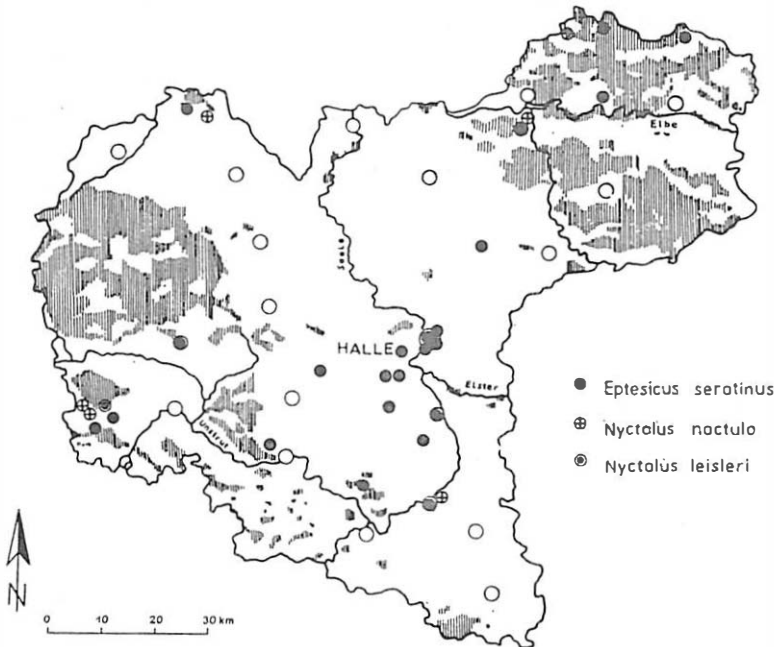 Elbe
Saale
HALLE
Elster
Unstrut
Eptesicus serotinus
Nyctalus noctula
Nyctalus leisleri
N
0 10 20 30 km